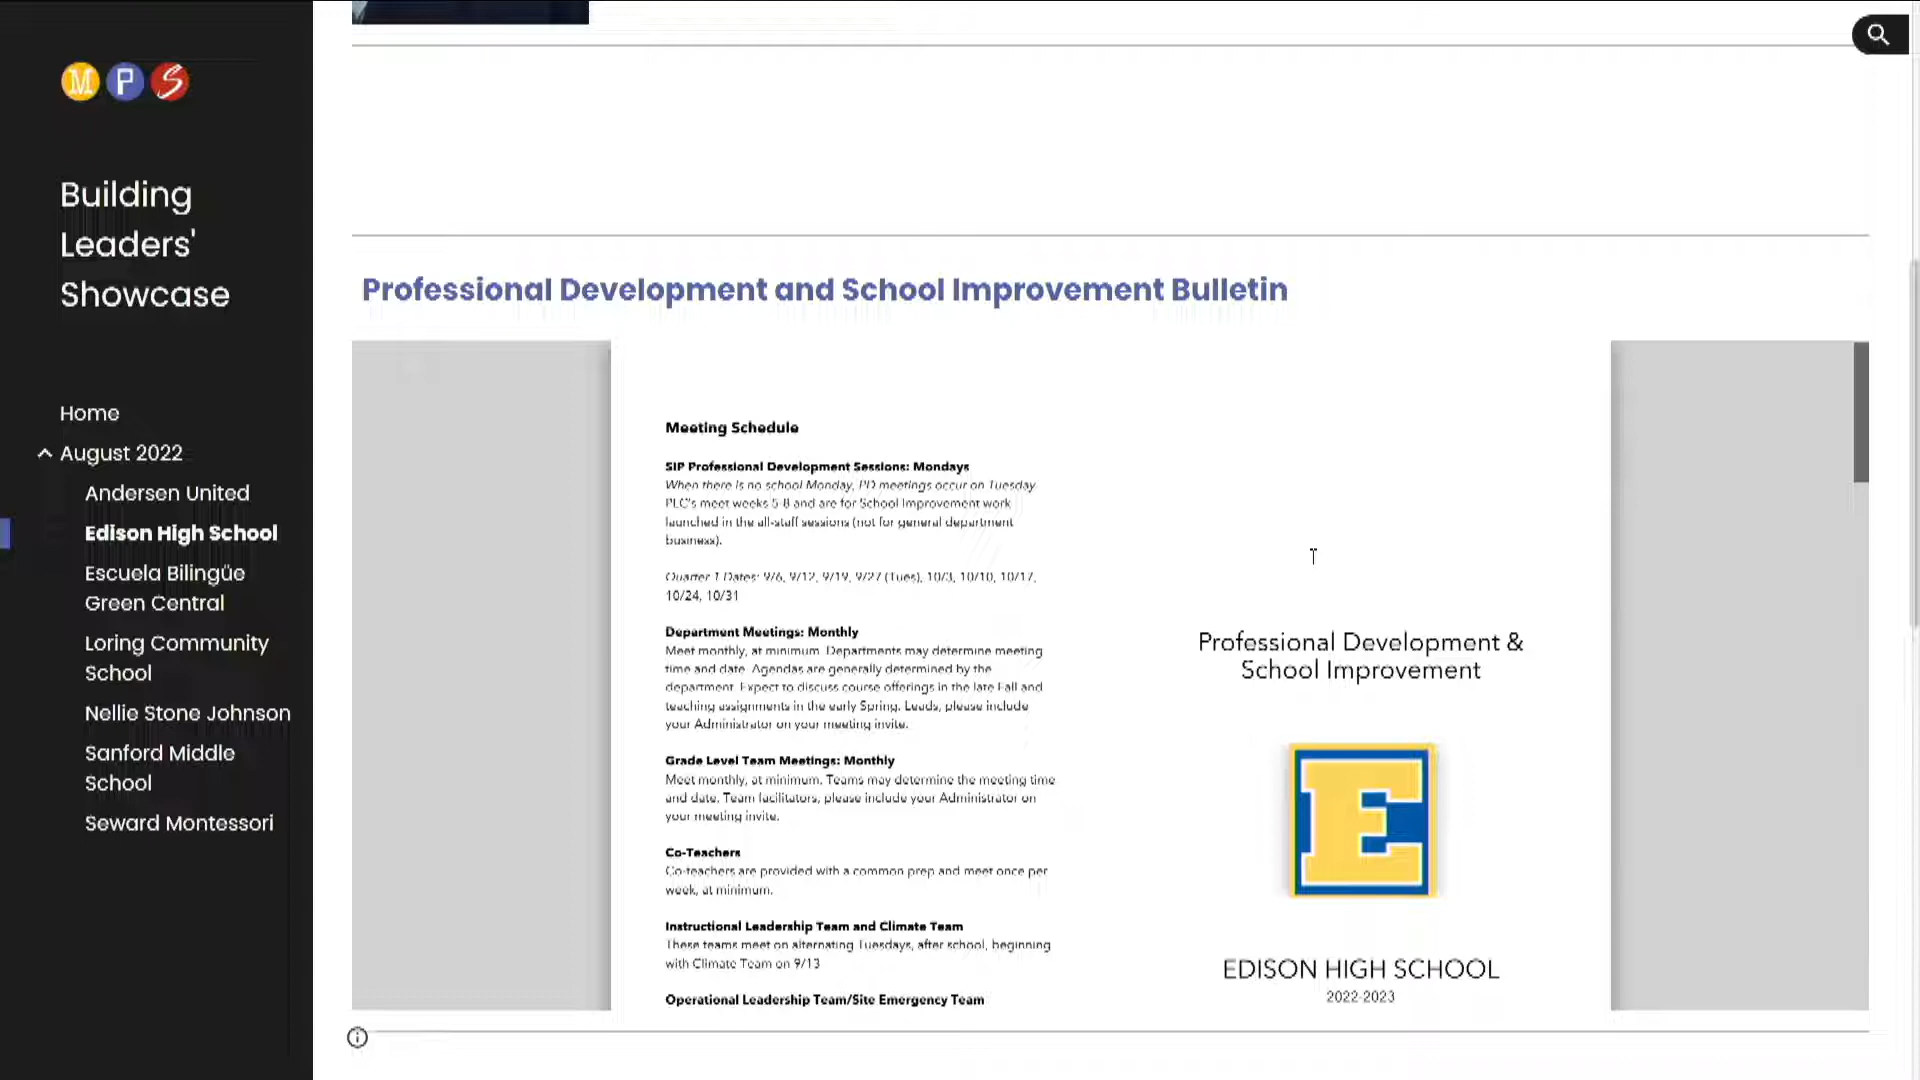 M P S
Building
Leaders'
Showcase
Home
August 2022
Andersen United
Edison High School
Escuela Bilingüe
Green Central
Loring Community
School
Nellie Stone Johnson
Sanford Middle
School
Seward Montessori
Professional Development and School Improvement Bulletin
Meeting Schedule
SIP Professional Development Sessions: Mondays
When there is no school Monday, PD meetings occur on Tuesday
PLC's meet weeks 5-8 and are for School Improvement work
launched in the all-staff sessions (not for general department
business).
Quarter 1 Dates: 9/6, 9/12, 9/19, 9/27 (Tues), 10/3, 10/10, 10/17,
10/24, 10/31
Department Meetings: Monthly
Meet monthly, at minimum. Departments may determine meeting
time and date. Agendas are generally determined by the
department. Expect to discuss course offerings in the late Fall and
teaching assignments in the early Spring. Leads, please include
your Administrator on your meeting invite.
Grade Level Team Meetings: Monthly
Meet monthly, at minimum. Teams may determine the meeting time
and date. Team facilitators, please include your Administrator on
your meeting invite.
Co-Teachers
Co-teachers are provided with a common prep and meet once per
week, at minimum.
Instructional Leadership Team and Climate Team
These teams meet on alternating Tuesdays, after school, beginning
with Climate Team on 9/13
Operational Leadership Team/Site Emergency Team
Professional Development &
School Improvement
E
EDISON HIGH SCHOOL
2022-2023